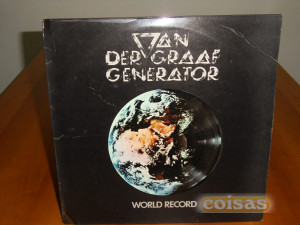 VAN
DER GRAAF
GENERATOR
WORLD RECORD
coisas